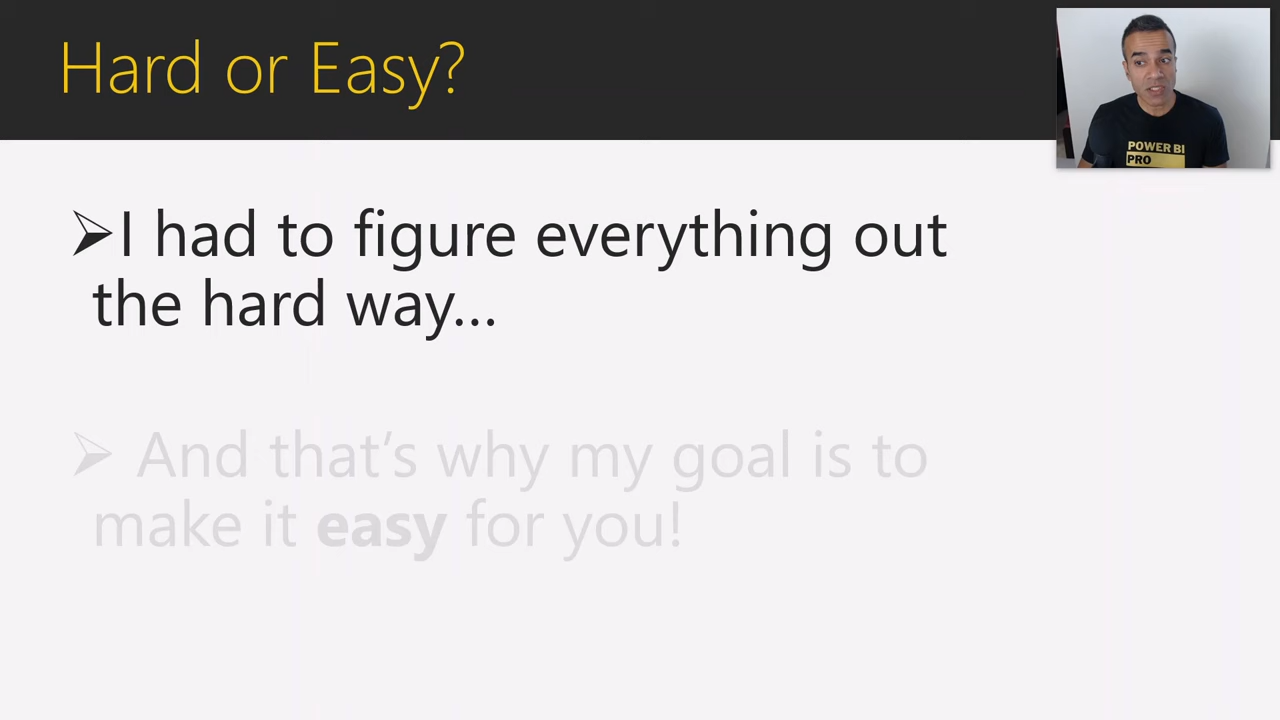 Hard or Easy?
POWER BI
PRO
➢I had to figure everything out
the hard way...
➢ And that's why my goal is to
make it easy for you!